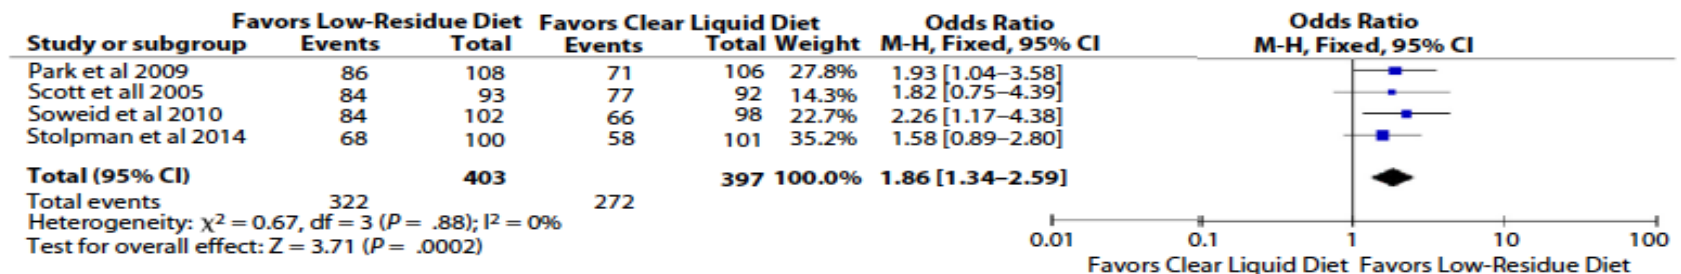 Favors Low-Residue Diet Favors Clear Liquid Diet Odds Ratio Odds Ratio
Study or subgroup Events Total Events Total Weight M-H, Fixed, 95% CI M-H, Fixed, 95% CI
Park et al 2009 86 108 71 106 27.8% 1.93 [1.04–3.58]
Scott et all 2005 84 93 77 92 14.3% 1.82 [0.75–4.39]
Soweid et al 2010 84 102 66 98 22.7% 2.26 [1.17–4.38]
Stolpman et al 2014 68 100 58 101 35.2% 1.58 [0.89–2.80]
Total (95% CI) 403 397 100.0% 1.86 [1.34–2.59]
Total events 322 272
Heterogeneity: χ² = 0.67, df = 3 (P = .88); I² = 0%
Test for overall effect: Z = 3.71 (P = .0002)
0.01 0.1 1 10 100
Favors Clear Liquid Diet Favors Low-Residue Diet